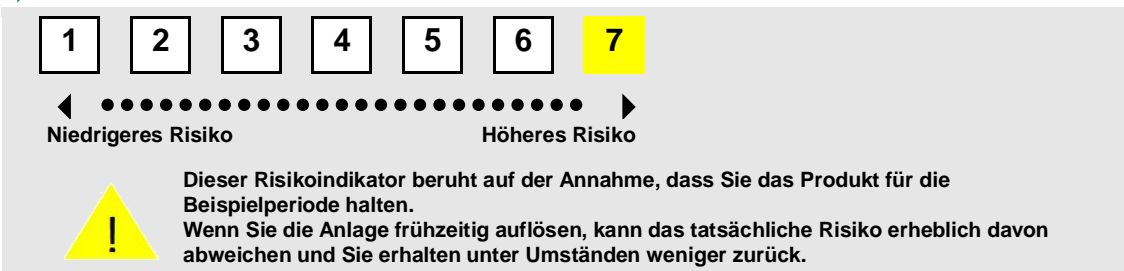 1 2 3 4 5 6 7
Niedrigeres Risiko Höheres Risiko
! Dieser Risikoindikator beruht auf der Annahme, dass Sie das Produkt für die
Beispielperiode halten.
Wenn Sie die Anlage frühzeitig auflösen, kann das tatsächliche Risiko erheblich davon
abweichen und Sie erhalten unter Umständen weniger zurück.